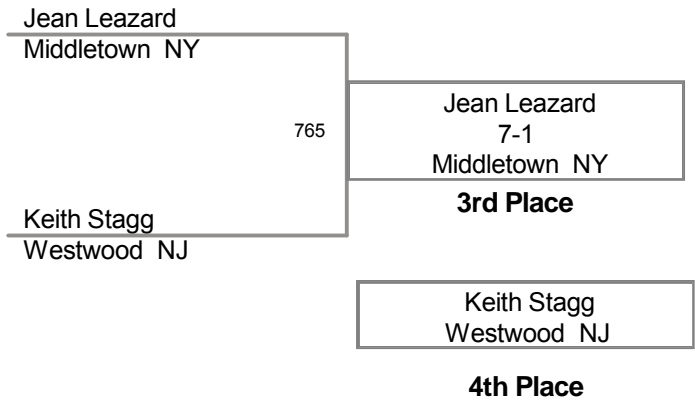 Jean Leazard
Middletown NY
765
Jean Leazard
7-1
Middletown NY
3rd Place
Keith Stagg
Westwood NJ
Keith Stagg
Westwood NJ
4th Place